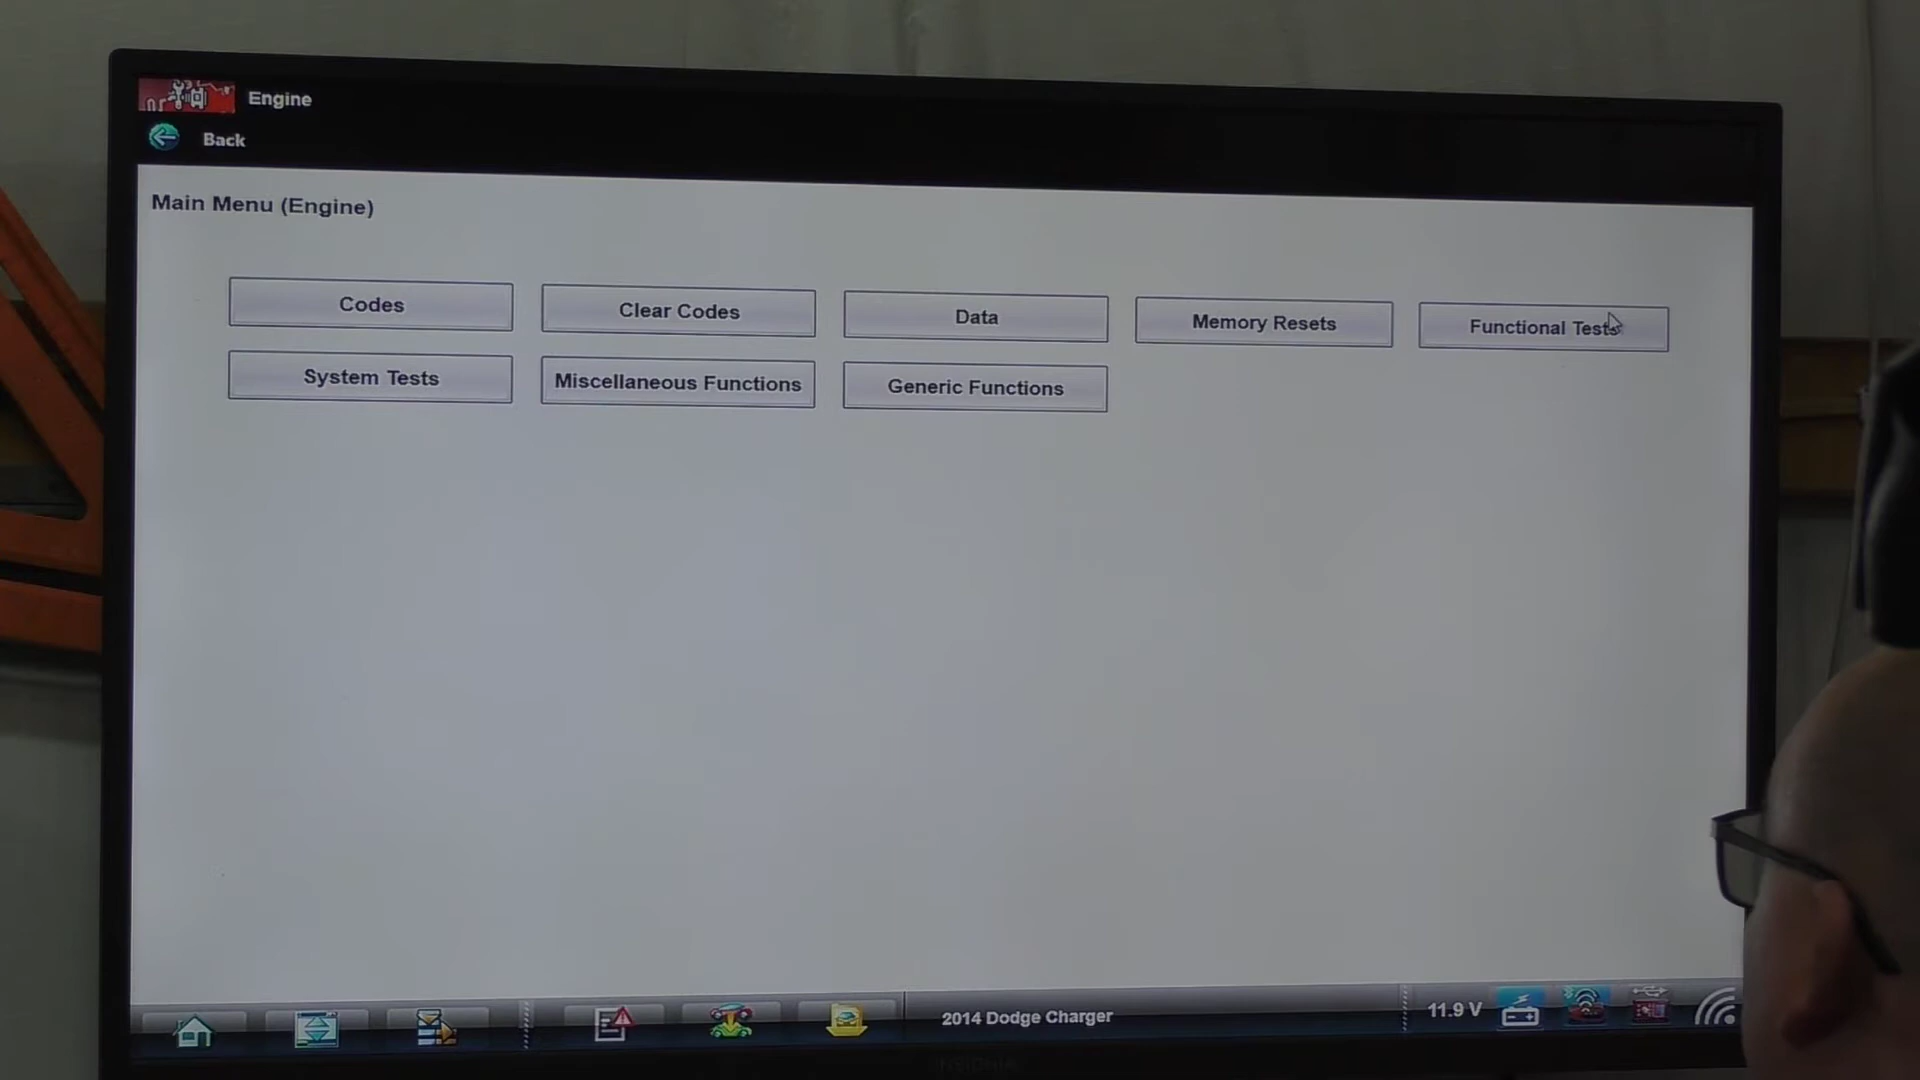 Engine
Back
Main Menu (Engine)
Codes
Clear Codes
Data
Memory Resets
Functional Tests
System Tests
Miscellaneous Functions
Generic Functions
2014 Dodge Charger
11.9 V
INSIGNIA